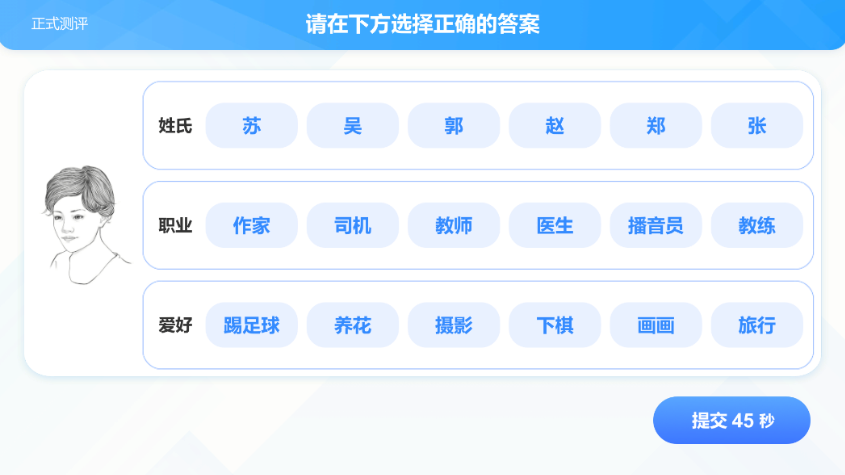 正式测评
请在下方选择正确的答案
姓氏 苏 吴 郭 赵 郑 张
职业 作家 司机 教师 医生 播音员 教练
爱好 踢足球 养花 摄影 下棋 画画 旅行
提交 45 秒